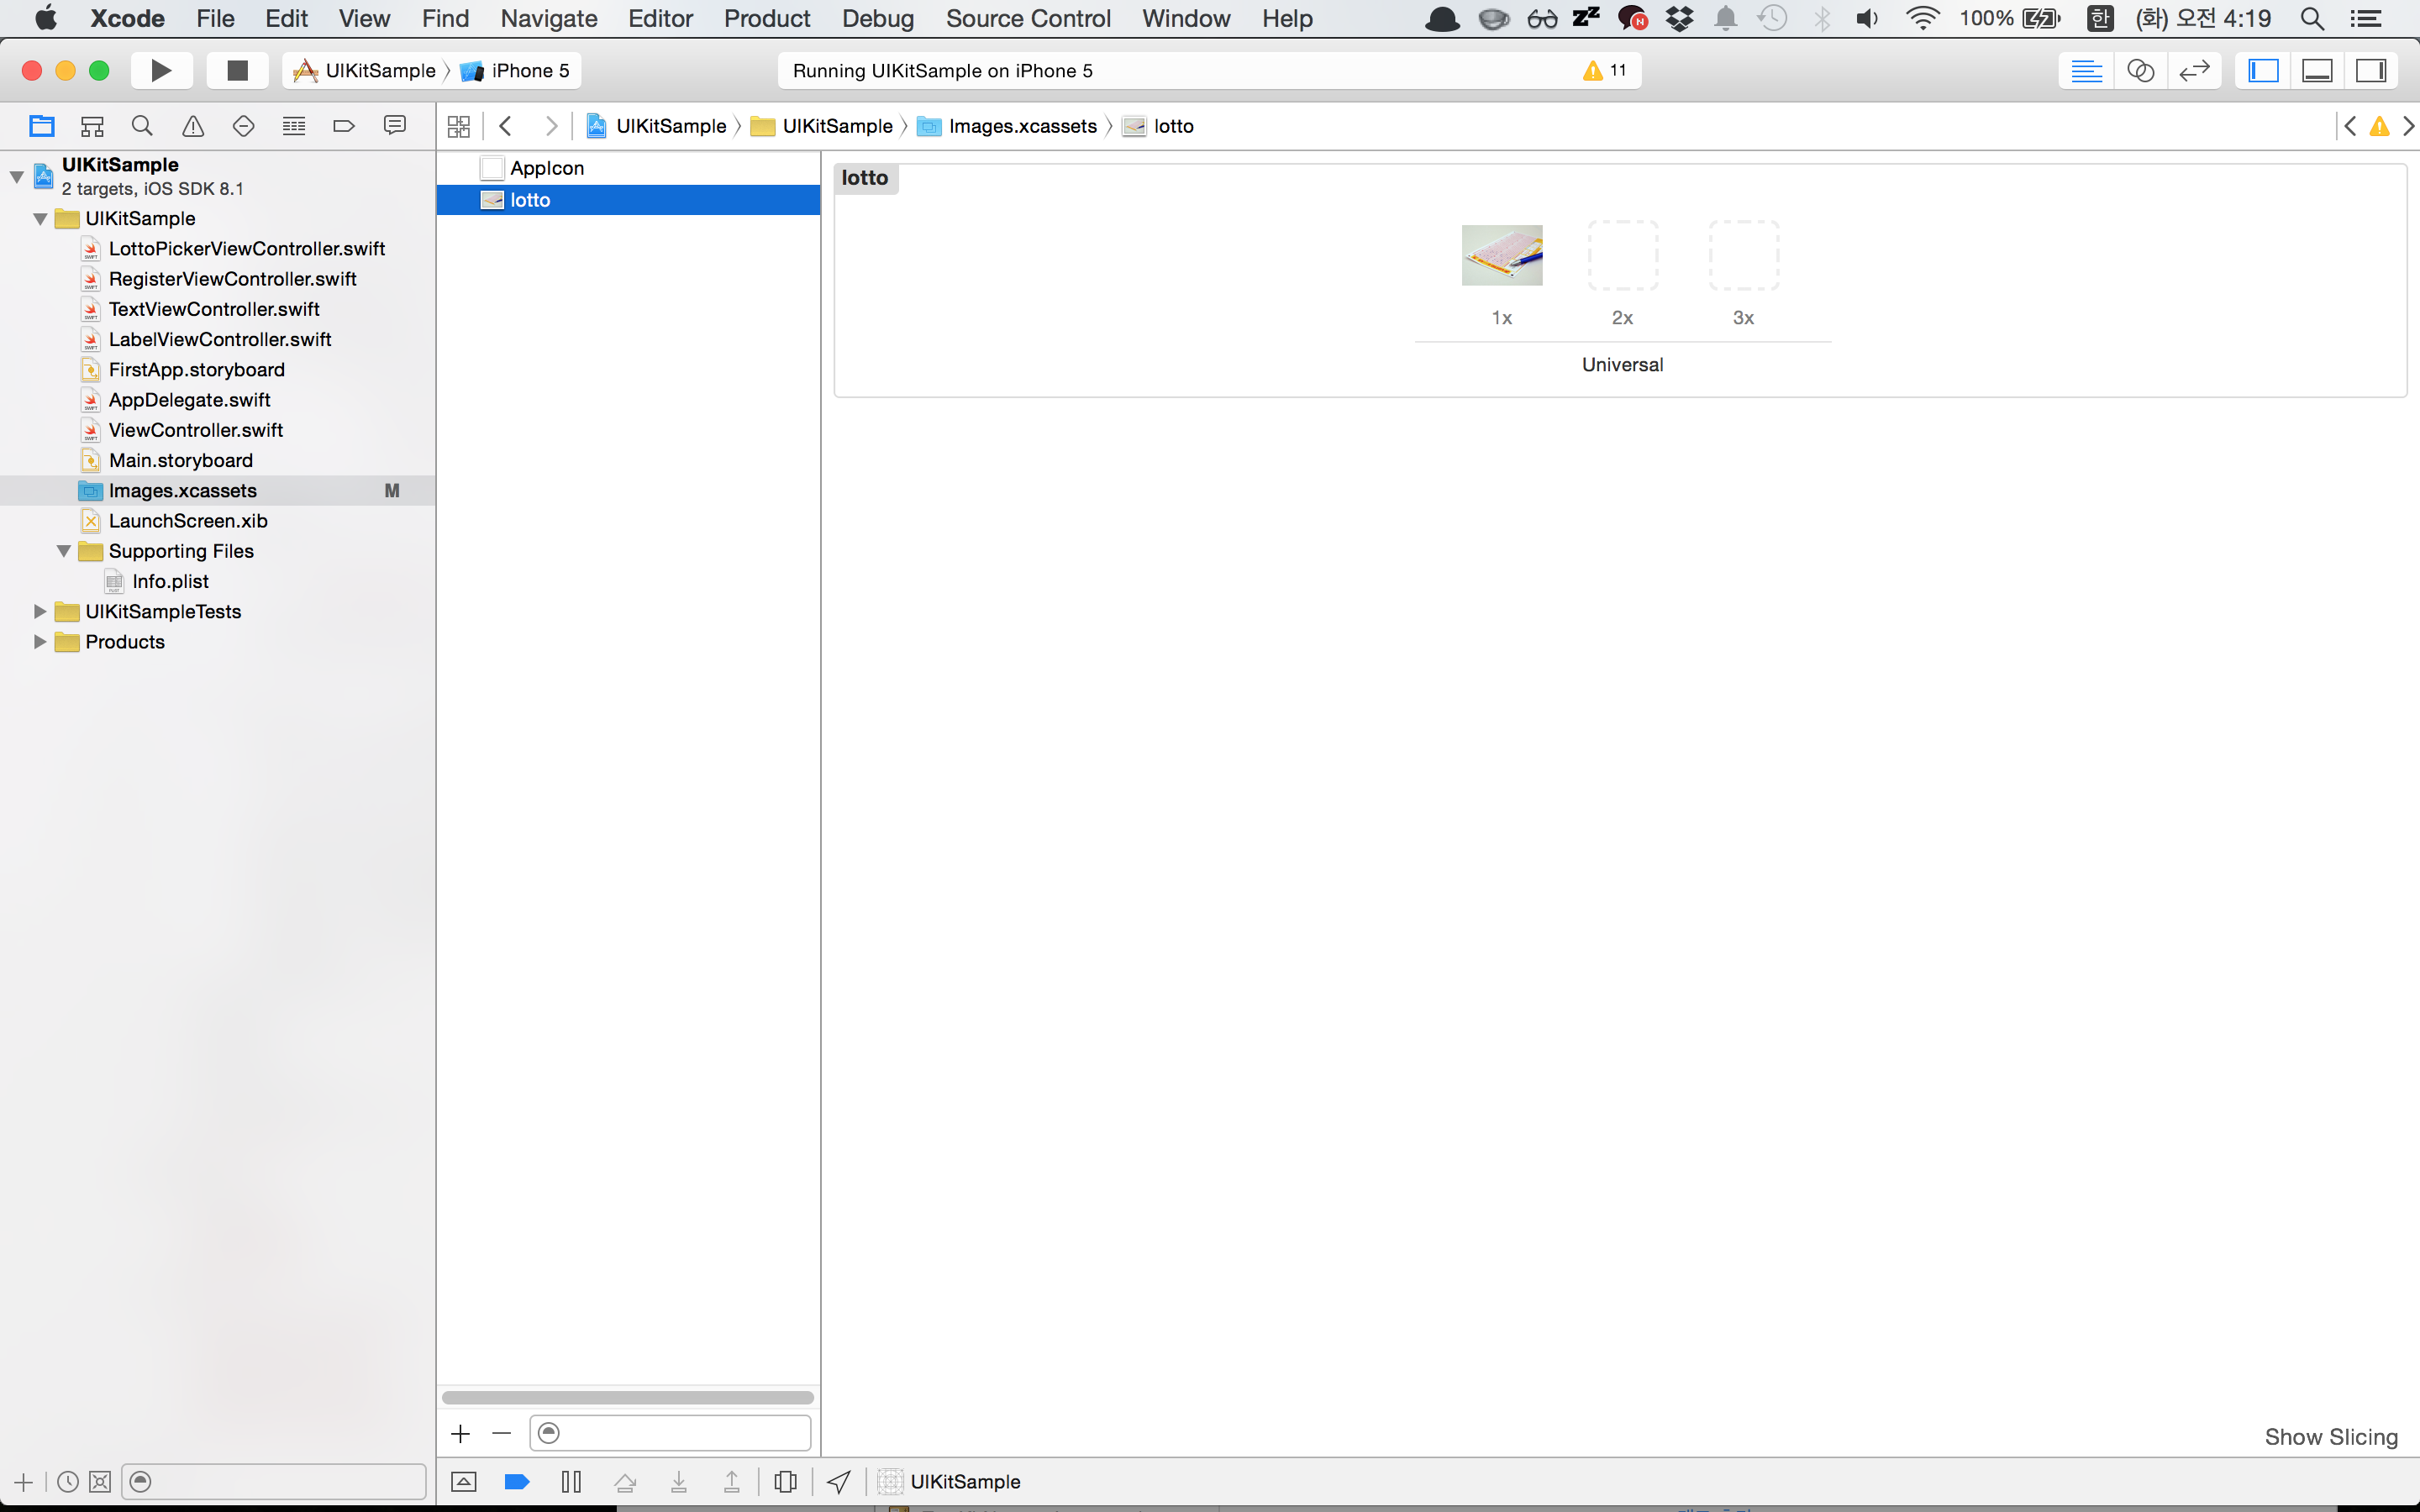 Xcode File Edit View Find Navigate Editor Product Debug Source Control Window Help 100% 한 (화) 오전 4:19
UIKitSample iPhone 5 Running UIKitSample on iPhone 5 11
UIKitSample UIKitSample Images.xcassets lotto
UIKitSample
2 targets, iOS SDK 8.1
UIKitSample
LottoPickerViewController.swift
RegisterViewController.swift
TextViewController.swift
LabelViewController.swift
FirstApp.storyboard
AppDelegate.swift
ViewController.swift
Main.storyboard
Images.xcassets M
LaunchScreen.xib
Supporting Files
Info.plist
UIKitSampleTests
Products
AppIcon
lotto
lotto
1x 2x 3x
Universal
Show Slicing
UIKitSample